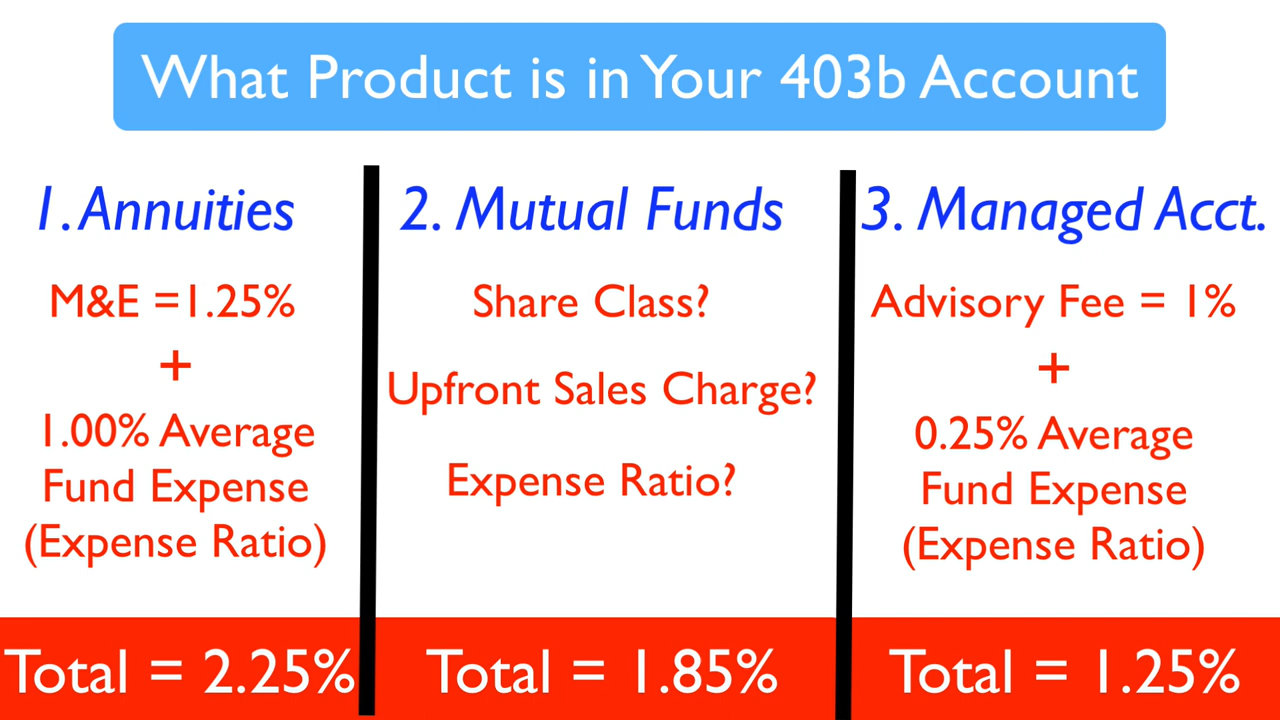 What Product is in Your 403b Account
1. Annuities
M&E =1.25%
+
1.00% Average
Fund Expense
(Expense Ratio)
Total = 2.25%
2. Mutual Funds
Share Class?
Upfront Sales Charge?
Expense Ratio?
Total = 1.85%
3. Managed Acct.
Advisory Fee = 1%
+
0.25% Average
Fund Expense
(Expense Ratio)
Total = 1.25%